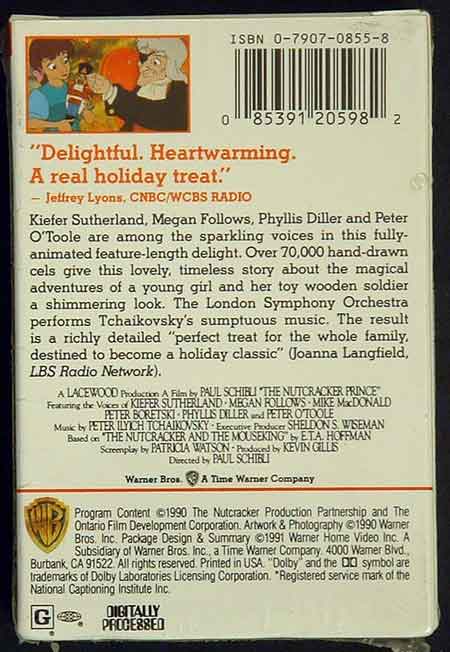 ISBN 0-7907-0855-8
0 85391 20598 2
"Delightful. Heartwarming.
A real holiday treat."
– Jeffrey Lyons, CNBC/WCBS RADIO
Kiefer Sutherland, Megan Follows, Phyllis Diller and Peter
O'Toole are among the sparkling voices in this fully-
animated feature-length delight. Over 70,000 hand-drawn
cels give this lovely, timeless story about the magical
adventures of a young girl and her toy wooden soldier
a shimmering look. The London Symphony Orchestra
performs Tchaikovsky's sumptuous music. The result
is a richly detailed "perfect treat for the whole family,
destined to become a holiday classic" (Joanna Langfield,
LBS Radio Network).
A LACEWOOD Production A Film by PAUL SCHIBLI "THE NUTCRACKER PRINCE"
Featuring the Voices of KIEFER SUTHERLAND · MEGAN FOLLOWS · MIKE MacDONALD
PETER BORETSKI · PHYLLIS DILLER and PETER O'TOOLE
Music by PETER ILYICH TCHAIKOVSKY · Executive Producer SHELDON S. WISEMAN
Based on "THE NUTCRACKER AND THE MOUSEKING" by E.T.A. HOFFMAN
Screenplay by PATRICIA WATSON · Produced by KEVIN GILLIS
Directed by PAUL SCHIBLI
Warner Bros. WB A Time Warner Company
WB
Program Content ©1990 The Nutcracker Production Partnership and The
Ontario Film Development Corporation. Artwork & Photography ©1990 Warner
Bros. Inc. Package Design & Summary ©1991 Warner Home Video Inc. A
Subsidiary of Warner Bros. Inc., a Time Warner Company. 4000 Warner Blvd.,
Burbank, CA 91522. All rights reserved. Printed in USA. "Dolby" and the DD symbol are
trademarks of Dolby Laboratories Licensing Corporation. *Registered service mark of the
National Captioning Institute Inc.
G
DIGITALLY
PROCESSED